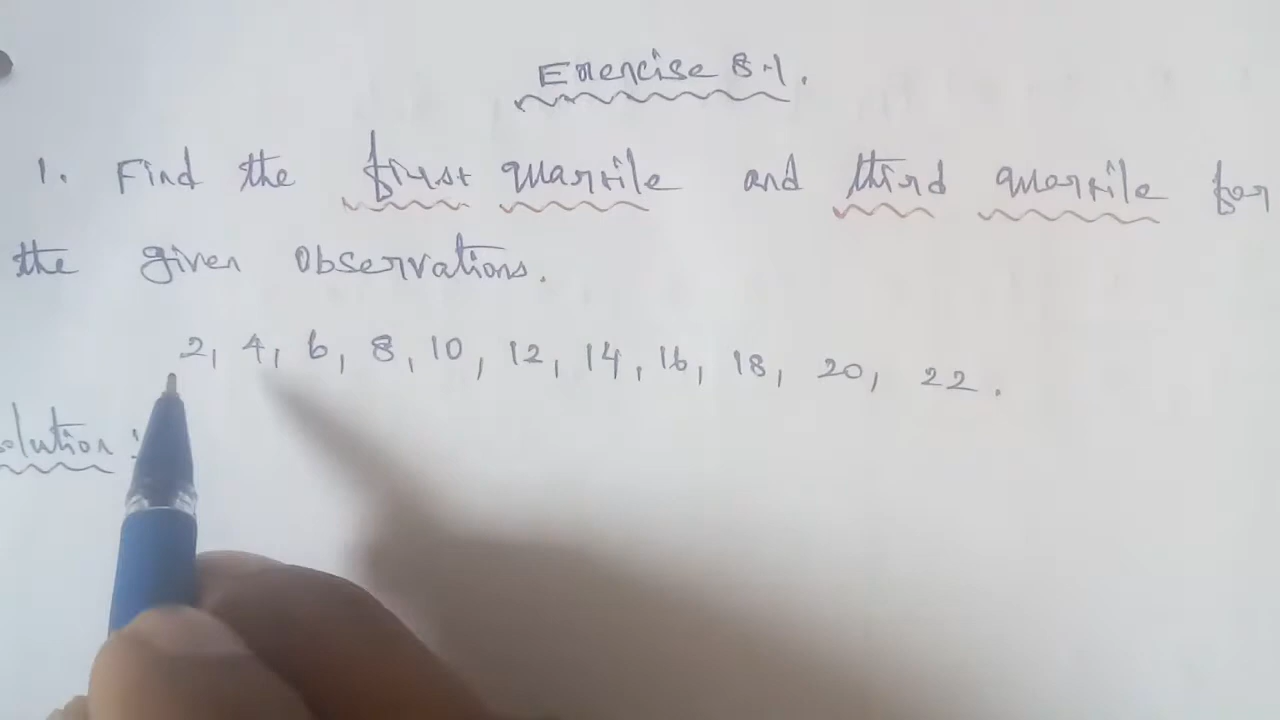 Exercise 8.1.
1. Find the first quartile and third quartile for
the given observations.
2, 4, 6, 8, 10, 12, 14, 16, 18, 20, 22.
olution :